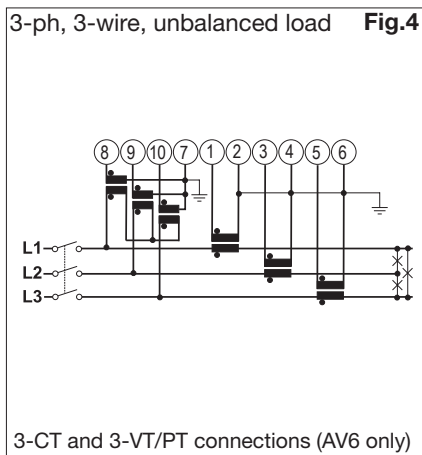 3-ph, 3-wire, unbalanced load Fig.4
8 9 10 7 1 2 3 4 5 6
L1
L2
L3
3-CT and 3-VT/PT connections (AV6 only)